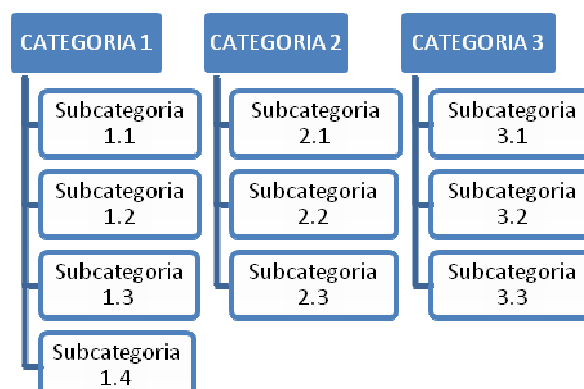 CATEGORIA 1
Subcategoria
1.1
Subcategoria
1.2
Subcategoria
1.3
Subcategoria
1.4
CATEGORIA 2
Subcategoria
2.1
Subcategoria
2.2
Subcategoria
2.3
CATEGORIA 3
Subcategoria
3.1
Subcategoria
3.2
Subcategoria
3.3